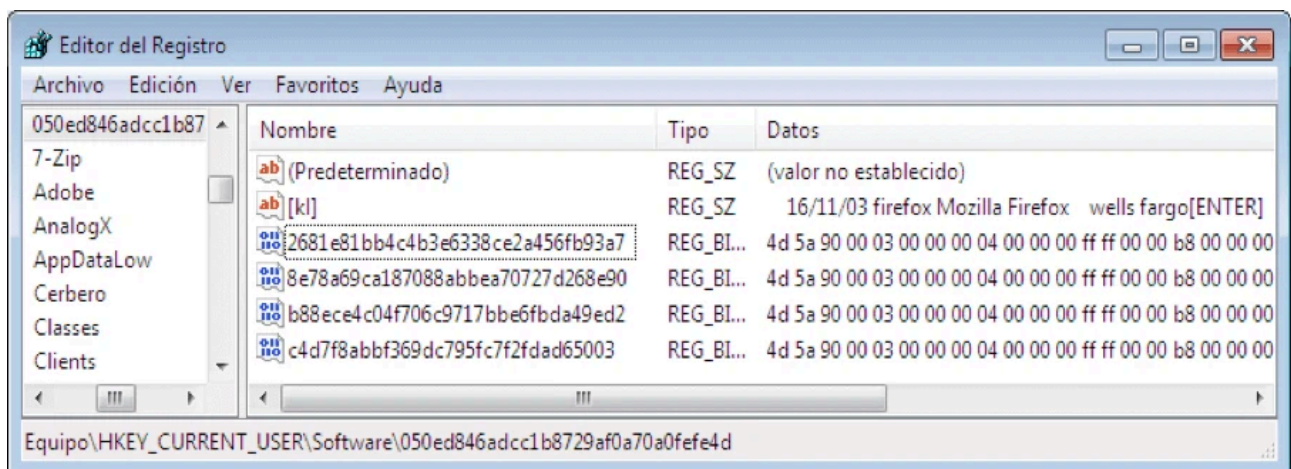 Editor del Registro
Archivo Edición Ver Favoritos Ayuda
050ed846adcc1b87
7-Zip
Adobe
AnalogX
AppDataLow
Cerbero
Classes
Clients
Nombre Tipo Datos
(Predeterminado) REG_SZ (valor no establecido)
[kl] REG_SZ 16/11/03 firefox Mozilla Firefox wells fargo[ENTER]
2681e81bb4c4b3e6338ce2a456fb93a7 REG_BI... 4d 5a 90 00 03 00 00 00 04 00 00 00 ff ff 00 00 b8 00 00 00
8e78a69ca187088abbea70727d268e90 REG_BI... 4d 5a 90 00 03 00 00 00 04 00 00 00 ff ff 00 00 b8 00 00 00
b88ece4c04f706c9717bbe6fbda49ed2 REG_BI... 4d 5a 90 00 03 00 00 00 04 00 00 00 ff ff 00 00 b8 00 00 00
c4d7f8abbf369dc795fc7f2fdad65003 REG_BI... 4d 5a 90 00 03 00 00 00 04 00 00 00 ff ff 00 00 b8 00 00 00
Equipo\HKEY_CURRENT_USER\Software\050ed846adcc1b8729af0a70a0fefe4d